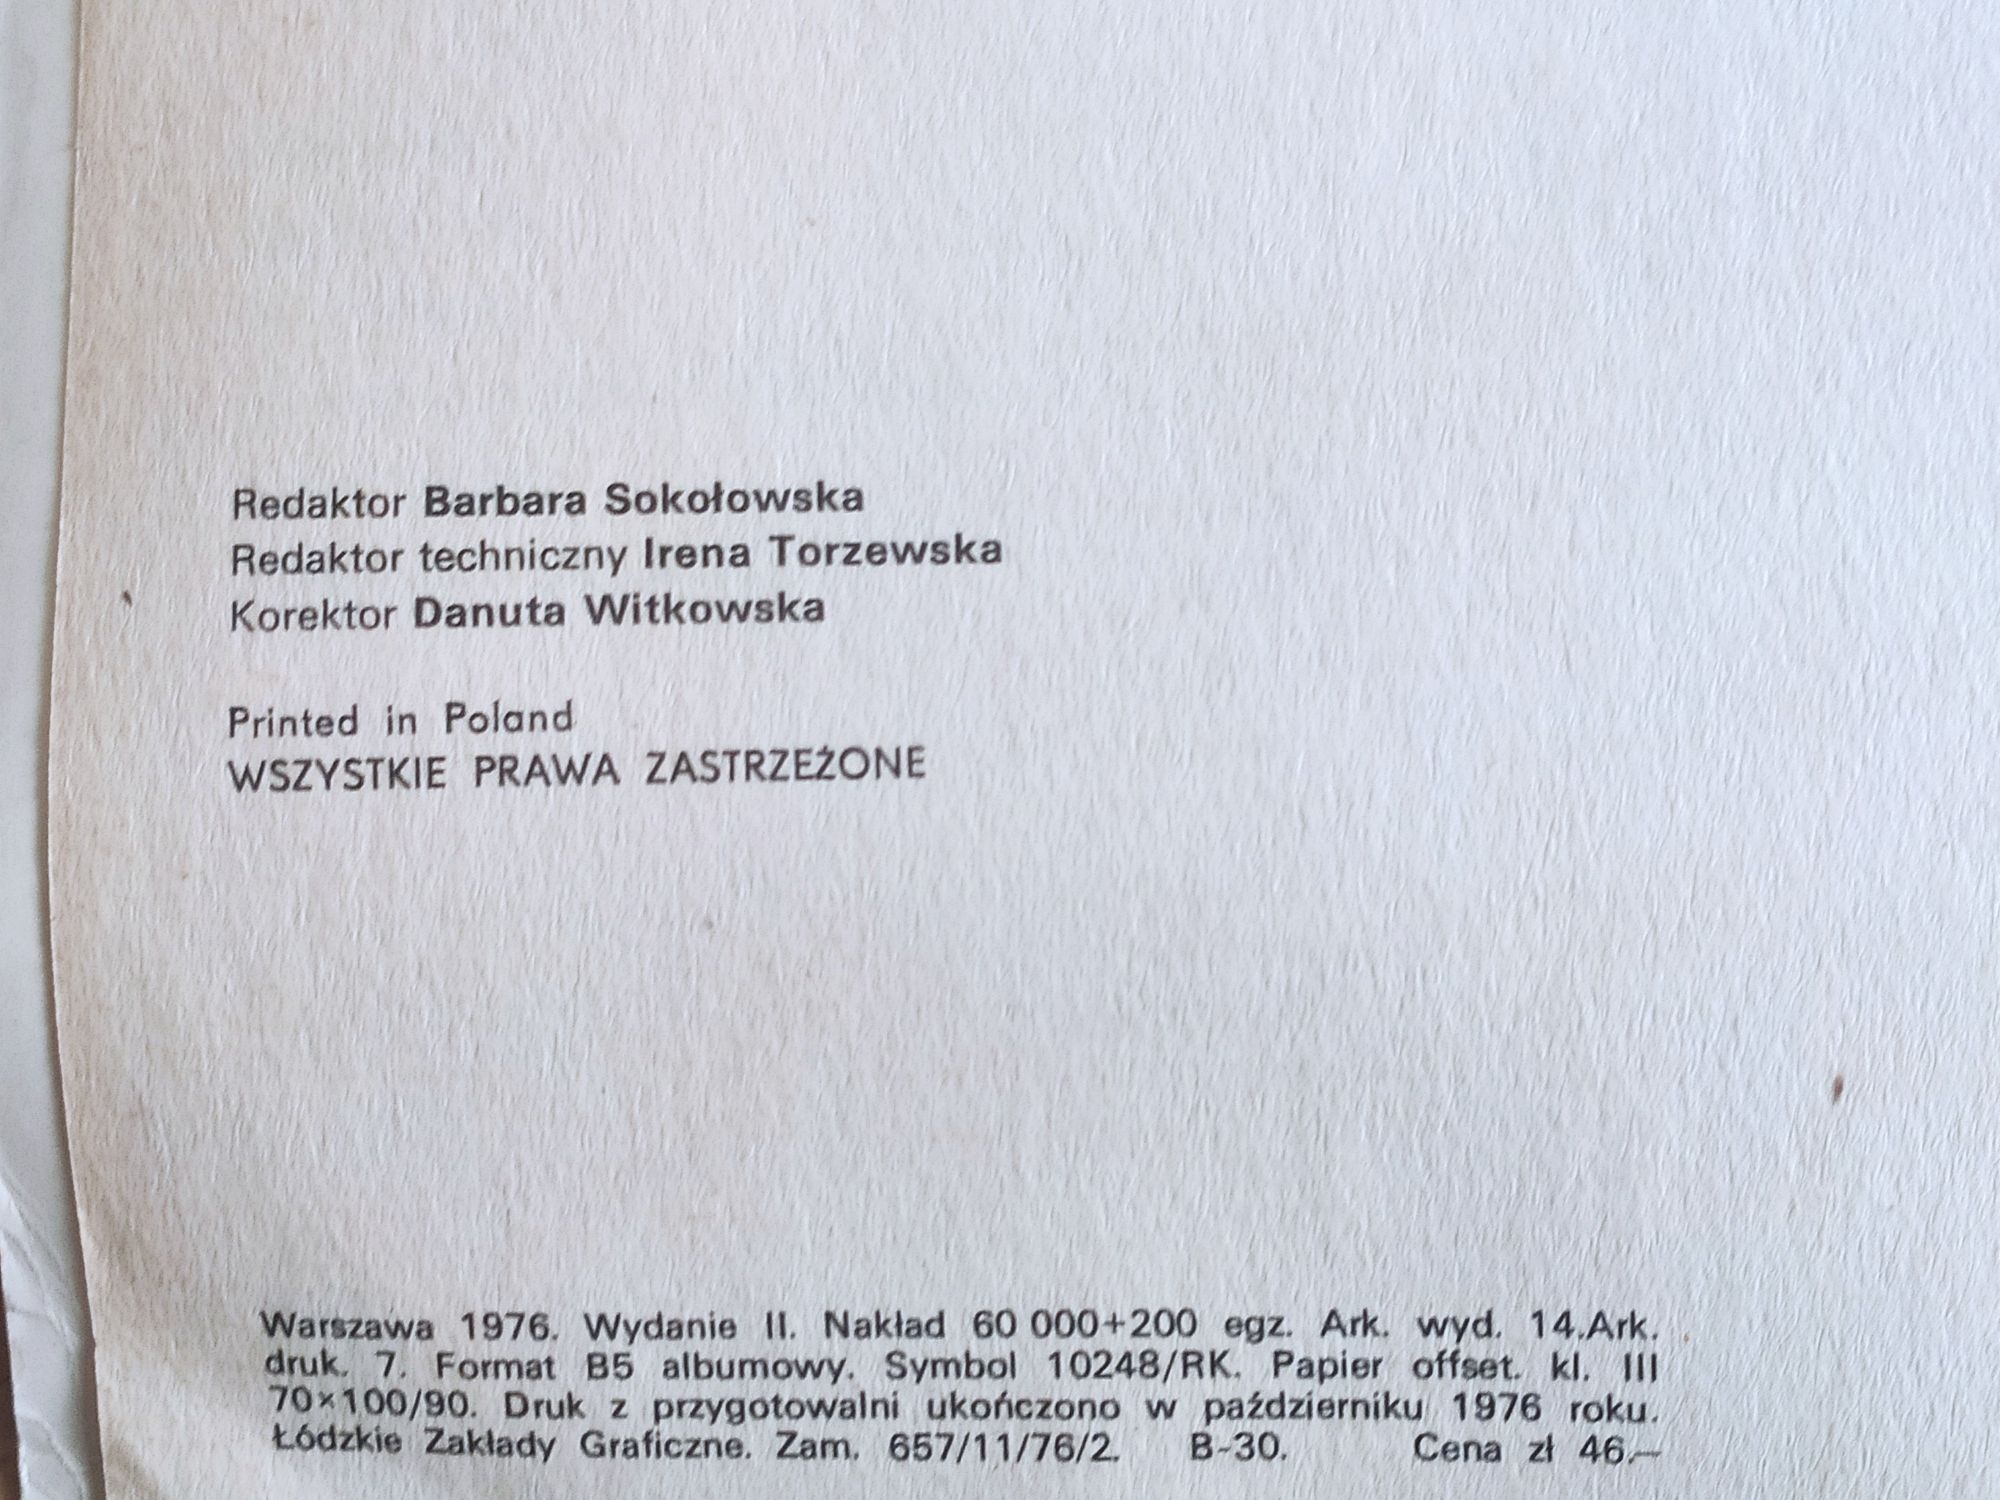 Redaktor Barbara Sokołowska
Redaktor techniczny Irena Torzewska
Korektor Danuta Witkowska
Printed in Poland
WSZYSTKIE PRAWA ZASTRZEŻONE
Warszawa 1976. Wydanie II. Nakład 60 000+200 egz. Ark. wyd. 14.Ark.
druk. 7. Format B5 albumowy. Symbol 10248/RK. Papier offset. kl. III
70×100/90. Druk z przygotowalni ukończono w październiku 1976 roku.
Łódzkie Zakłady Graficzne. Zam. 657/11/76/2. B-30. Cena zł 46.—